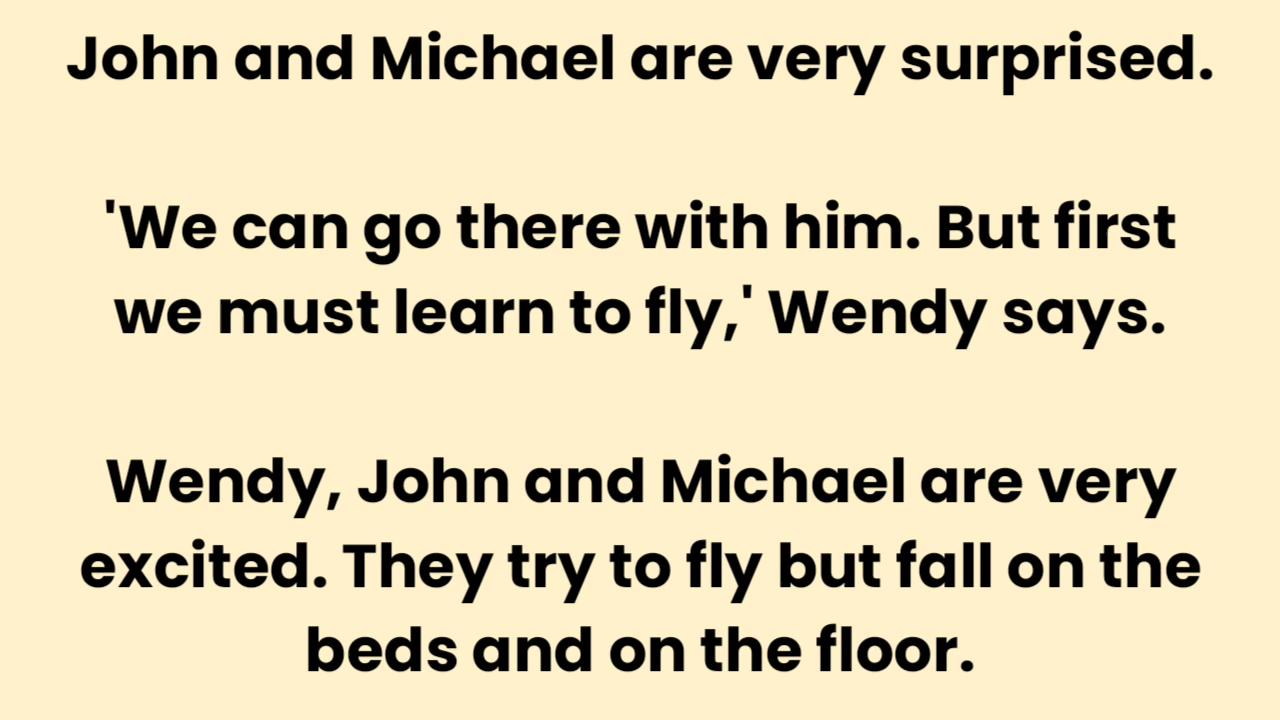 John and Michael are very surprised.
'We can go there with him. But first
we must learn to fly,' Wendy says.
Wendy, John and Michael are very
excited. They try to fly but fall on the
beds and on the floor.